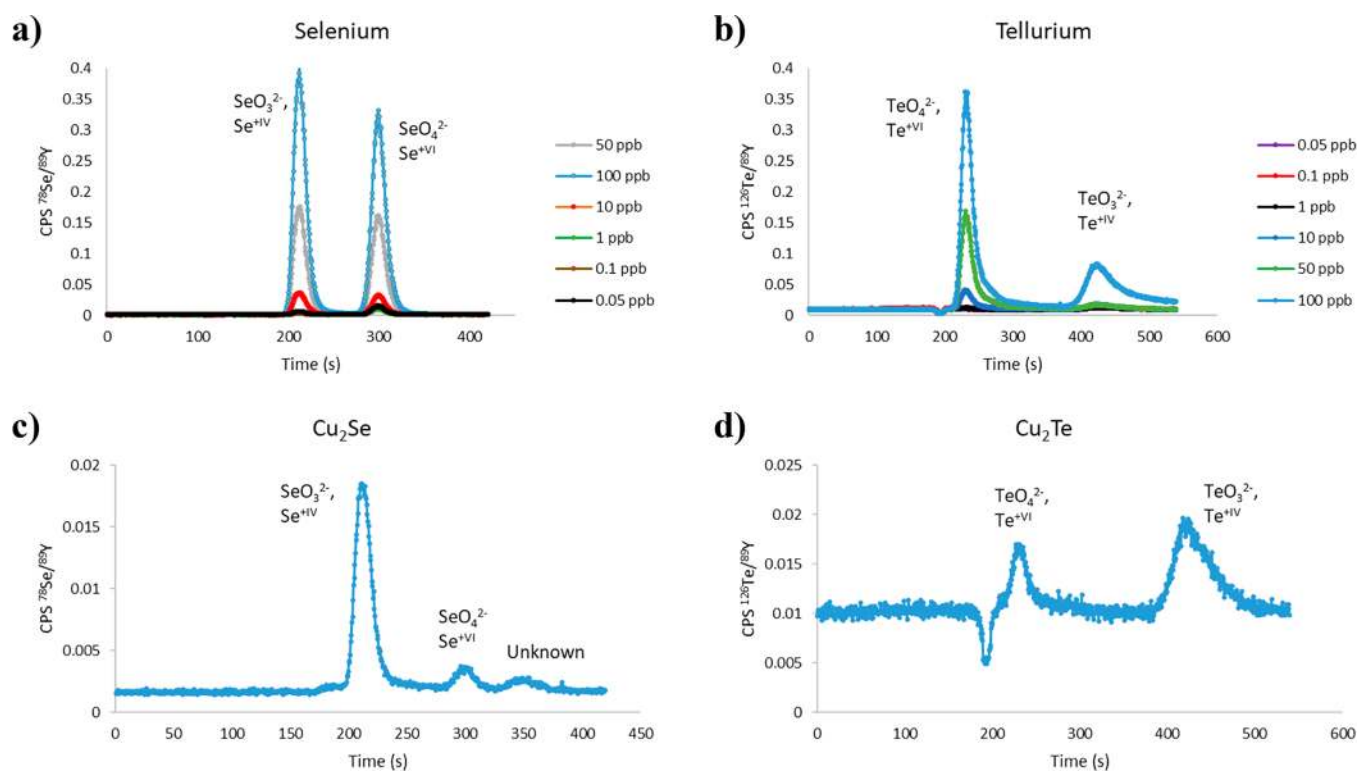 a)
Selenium
CPS ⁷⁸Se/⁸⁹Y
0.4
0.35
0.3
0.25
0.2
0.15
0.1
0.05
0
SeO₃²⁻,
Se⁺ᴵⱽ
SeO₄²⁻
Se⁺ⱽᴵ
0 100 200 300 400
Time (s)
50 ppb
100 ppb
10 ppb
1 ppb
0.1 ppb
0.05 ppb
b)
Tellurium
CPS ¹²⁶Te/⁸⁹Y
0.4
0.35
0.3
0.25
0.2
0.15
0.1
0.05
0
TeO₄²⁻,
Te⁺ⱽᴵ
TeO₃²⁻,
Te⁺ᴵⱽ
0 100 200 300 400 500 600
Time (s)
0.05 ppb
0.1 ppb
1 ppb
10 ppb
50 ppb
100 ppb
c)
Cu₂Se
CPS ⁷⁸Se/⁸⁹Y
0.02
0.015
0.01
0.005
0
SeO₃²⁻,
Se⁺ᴵⱽ
SeO₄²⁻
Se⁺ⱽᴵ
Unknown
0 50 100 150 200 250 300 350 400 450
Time (s)
d)
Cu₂Te
CPS ¹²⁶Te/⁸⁹Y
0.025
0.02
0.015
0.010
0.005
0
TeO₄²⁻,
Te⁺ⱽᴵ
TeO₃²⁻,
Te⁺ᴵⱽ
0 100 200 300 400 500 600
Time (s)